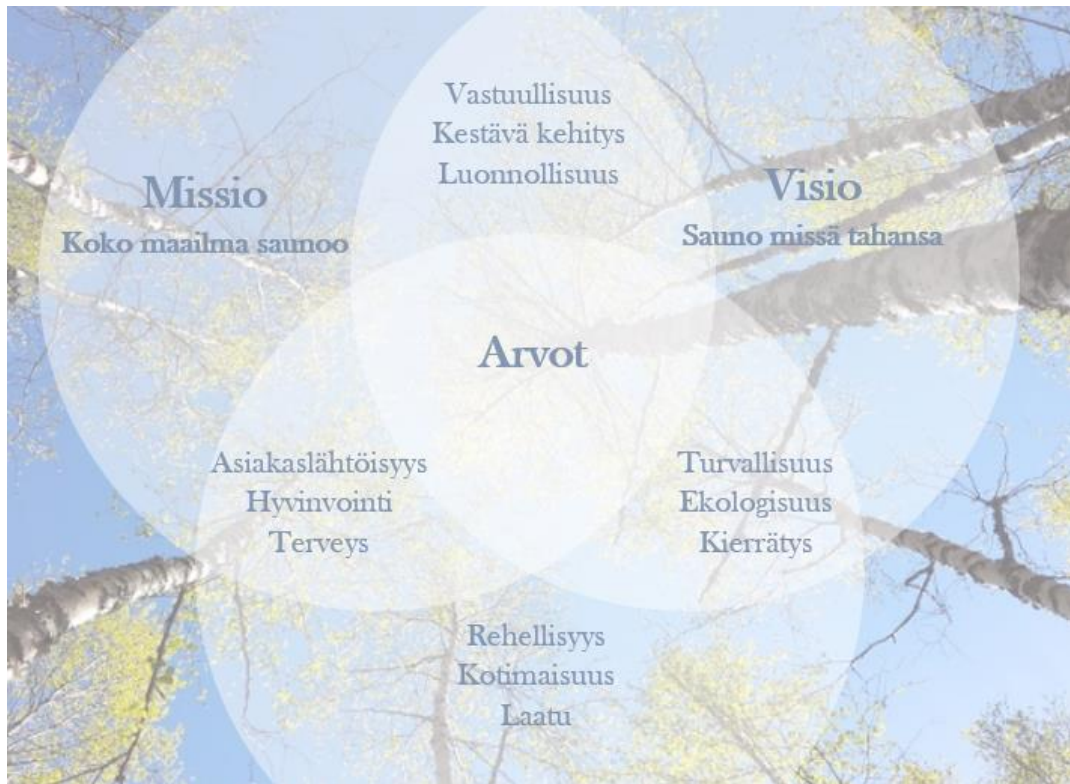 Vastuullisuus
Kestävä kehitys
Luonnollisuus
Missio
Koko maailma saunoo
Visio
Sauno missä tahansa
Arvot
Asiakaslähtöisyys
Hyvinvointi
Terveys
Turvallisuus
Ekologisuus
Kierrätys
Rehellisyys
Kotimaisuus
Laatu